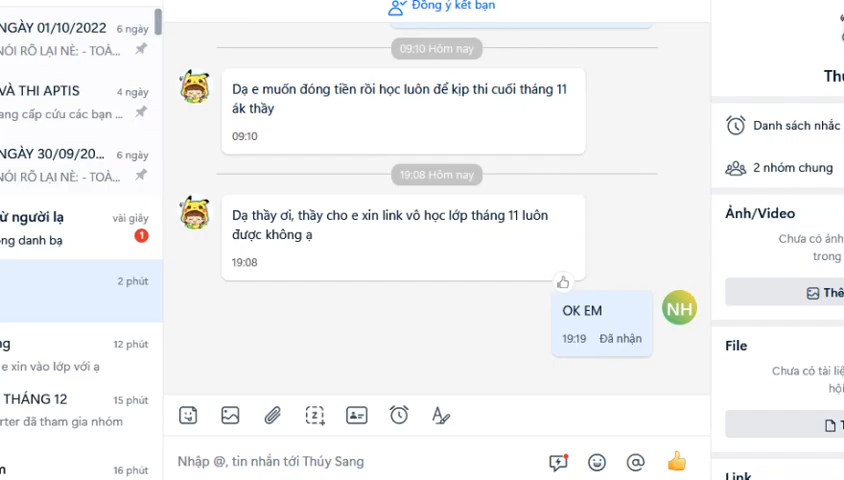 NGÀY 01/10/2022 6 ngày
NÓI RÕ LẠI NÈ: - TOÀ...
VÀ THI APTIS 4 ngày
ang cấp cứu các bạn ...
NGÀY 30/09/20... 6 ngày
NÓI RÕ LẠI NÈ: - TOÀ...
từ người lạ vài giây
ong danh bạ 1
2 phút
ng 12 phút
e xin vào lớp với ạ
THÁNG 12 15 phút
rter đã tham gia nhóm
m 16 phút
Đồng ý kết bạn
09:10 Hôm nay
Dạ e muốn đóng tiền rồi học luôn để kịp thi cuối tháng 11
ák thầy
09:10
19:08 Hôm nay
Dạ thầy ơi, thầy cho e xin link vô học lớp tháng 11 luôn
được không ạ
19:08
OK EM
19:19 Đã nhận
NH
Nhập @, tin nhắn tới Thúy Sang
Danh sách nhắc
2 nhóm chung
Ảnh/Video
Chưa có ảnh
trong
Thê
File
Chưa có tài liệ
hội
Link